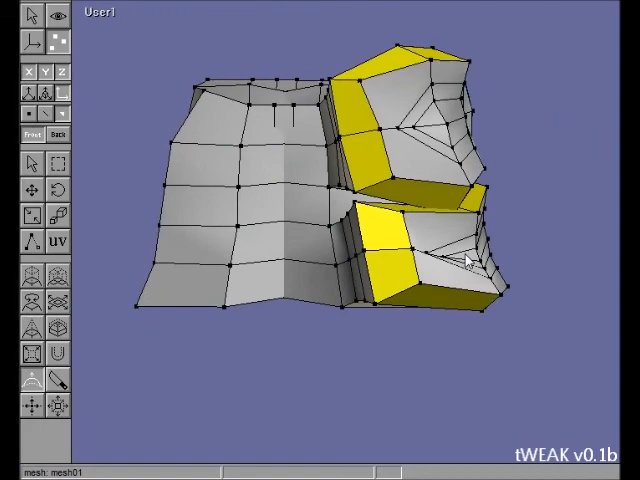 User1
X Y Z
Front Back
uv
tWEAK v0.1b
mesh: mesh01